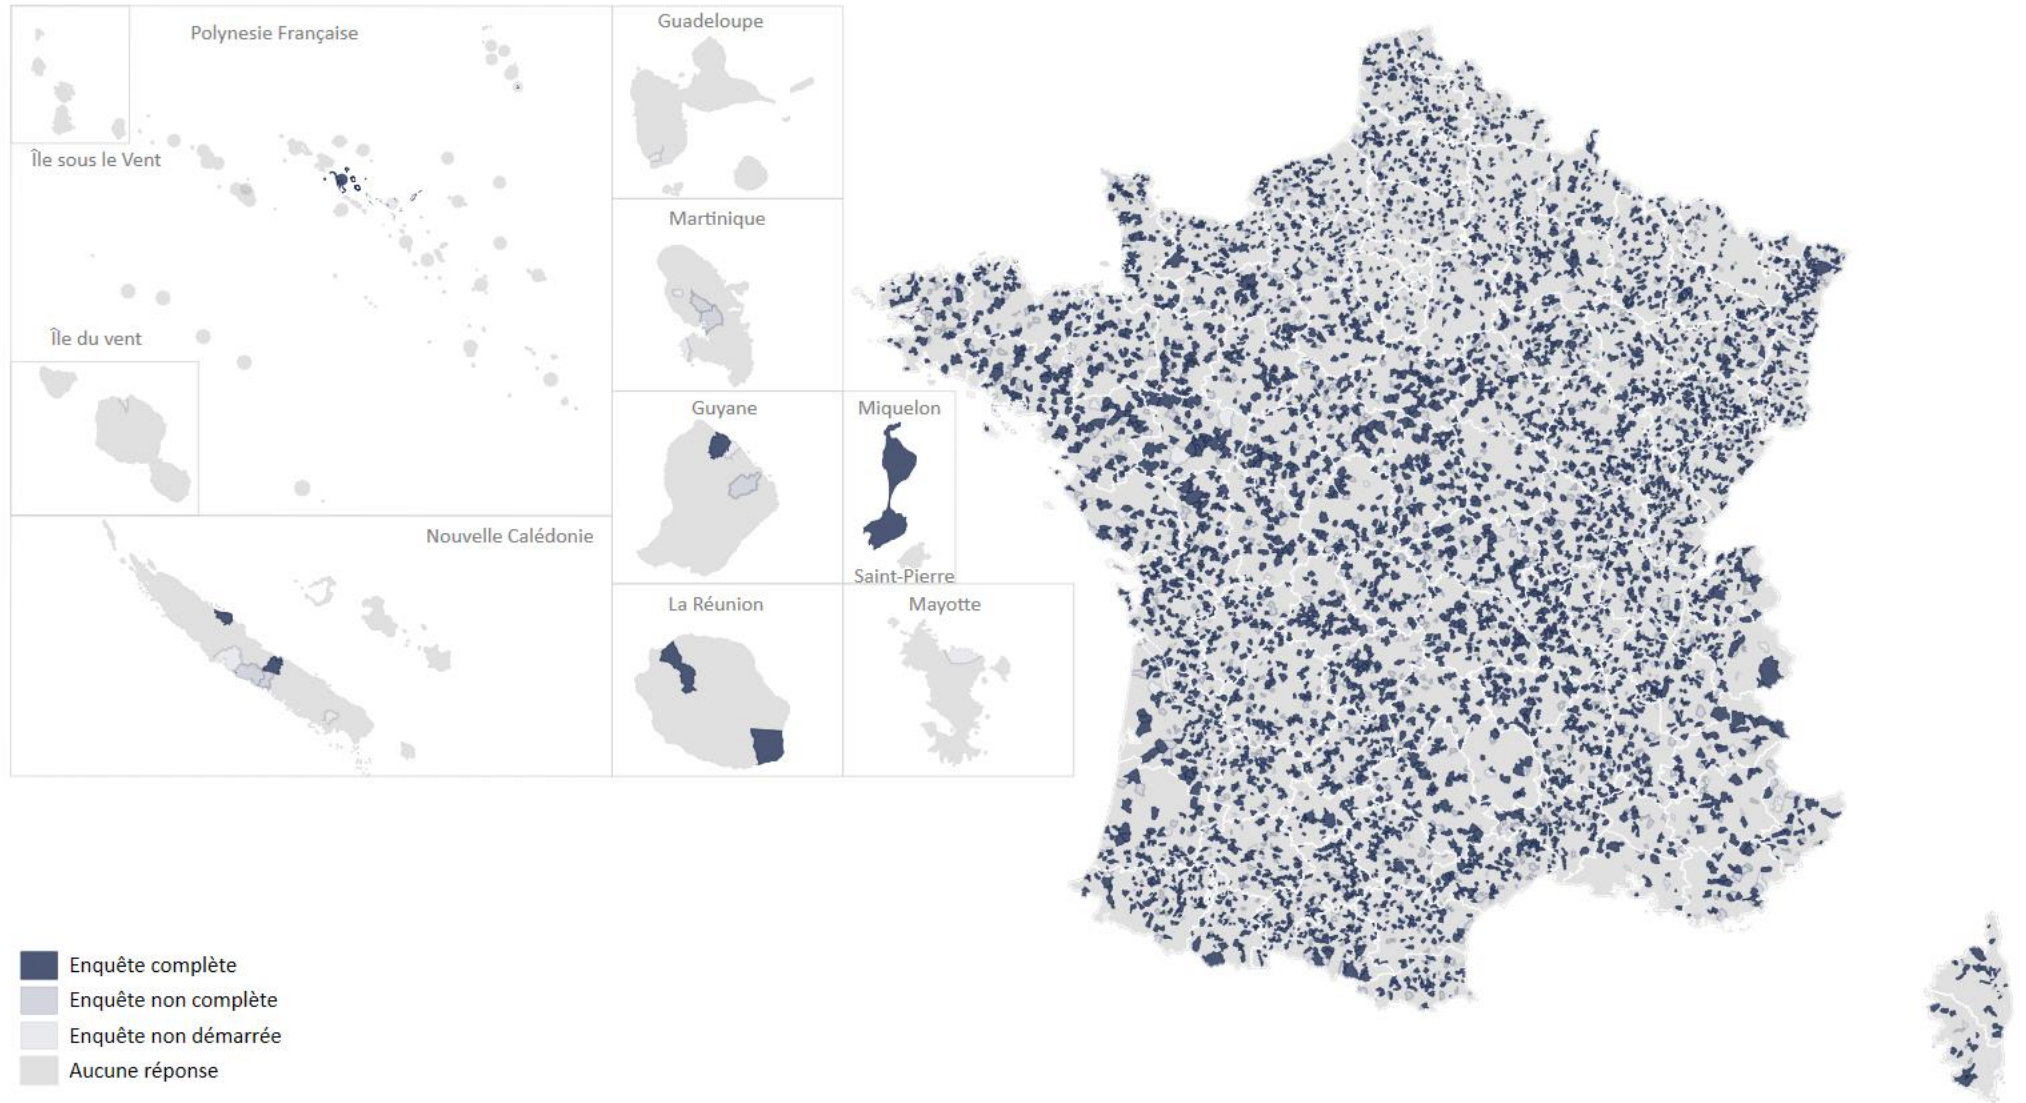 Polynesie Française
Guadeloupe
Île sous le Vent
Martinique
Île du vent
Guyane
Miquelon
Nouvelle Calédonie
Saint-Pierre
La Réunion
Mayotte
Enquête complète
Enquête non complète
Enquête non démarrée
Aucune réponse